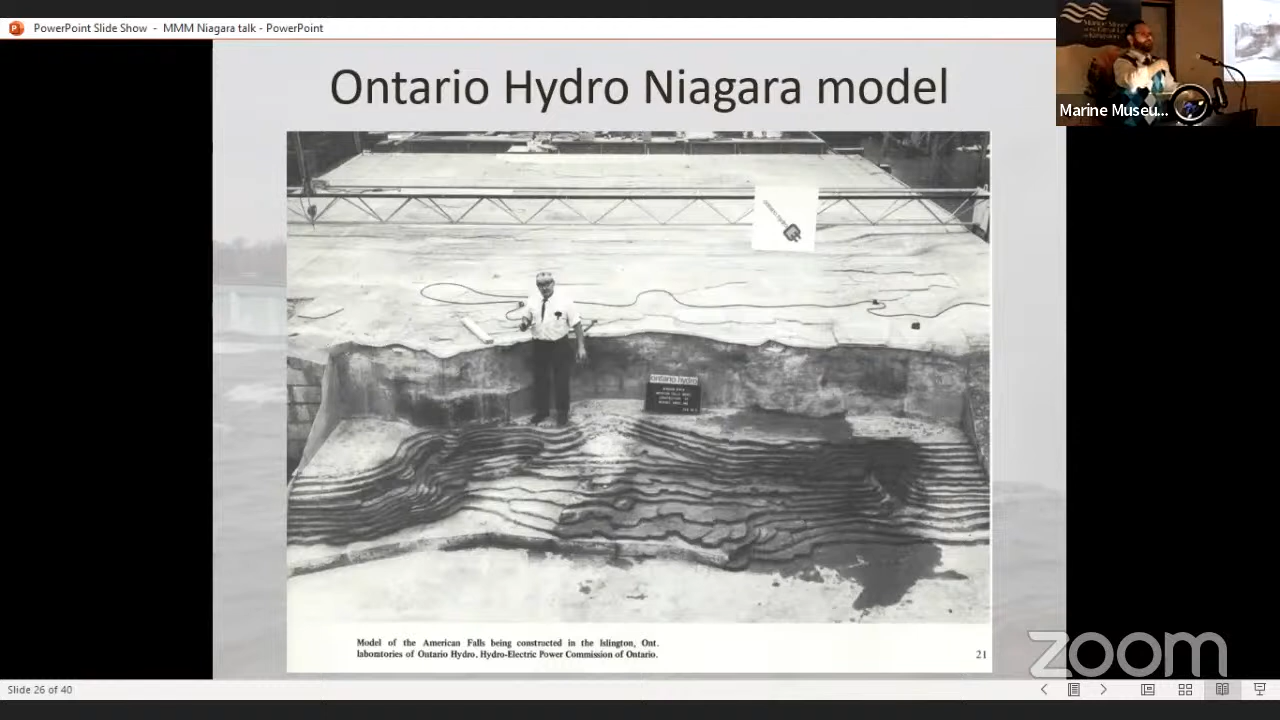 PowerPoint Slide Show - MMM Niagara talk - PowerPoint
Ontario Hydro Niagara model
Marine Museu...
ontario hydro
ontario hydro
Model of the American Falls being constructed in the Islington, Ont.
laboratories of Ontario Hydro, Hydro-Electric Power Commission of Ontario.
21
zoom
Slide 26 of 40